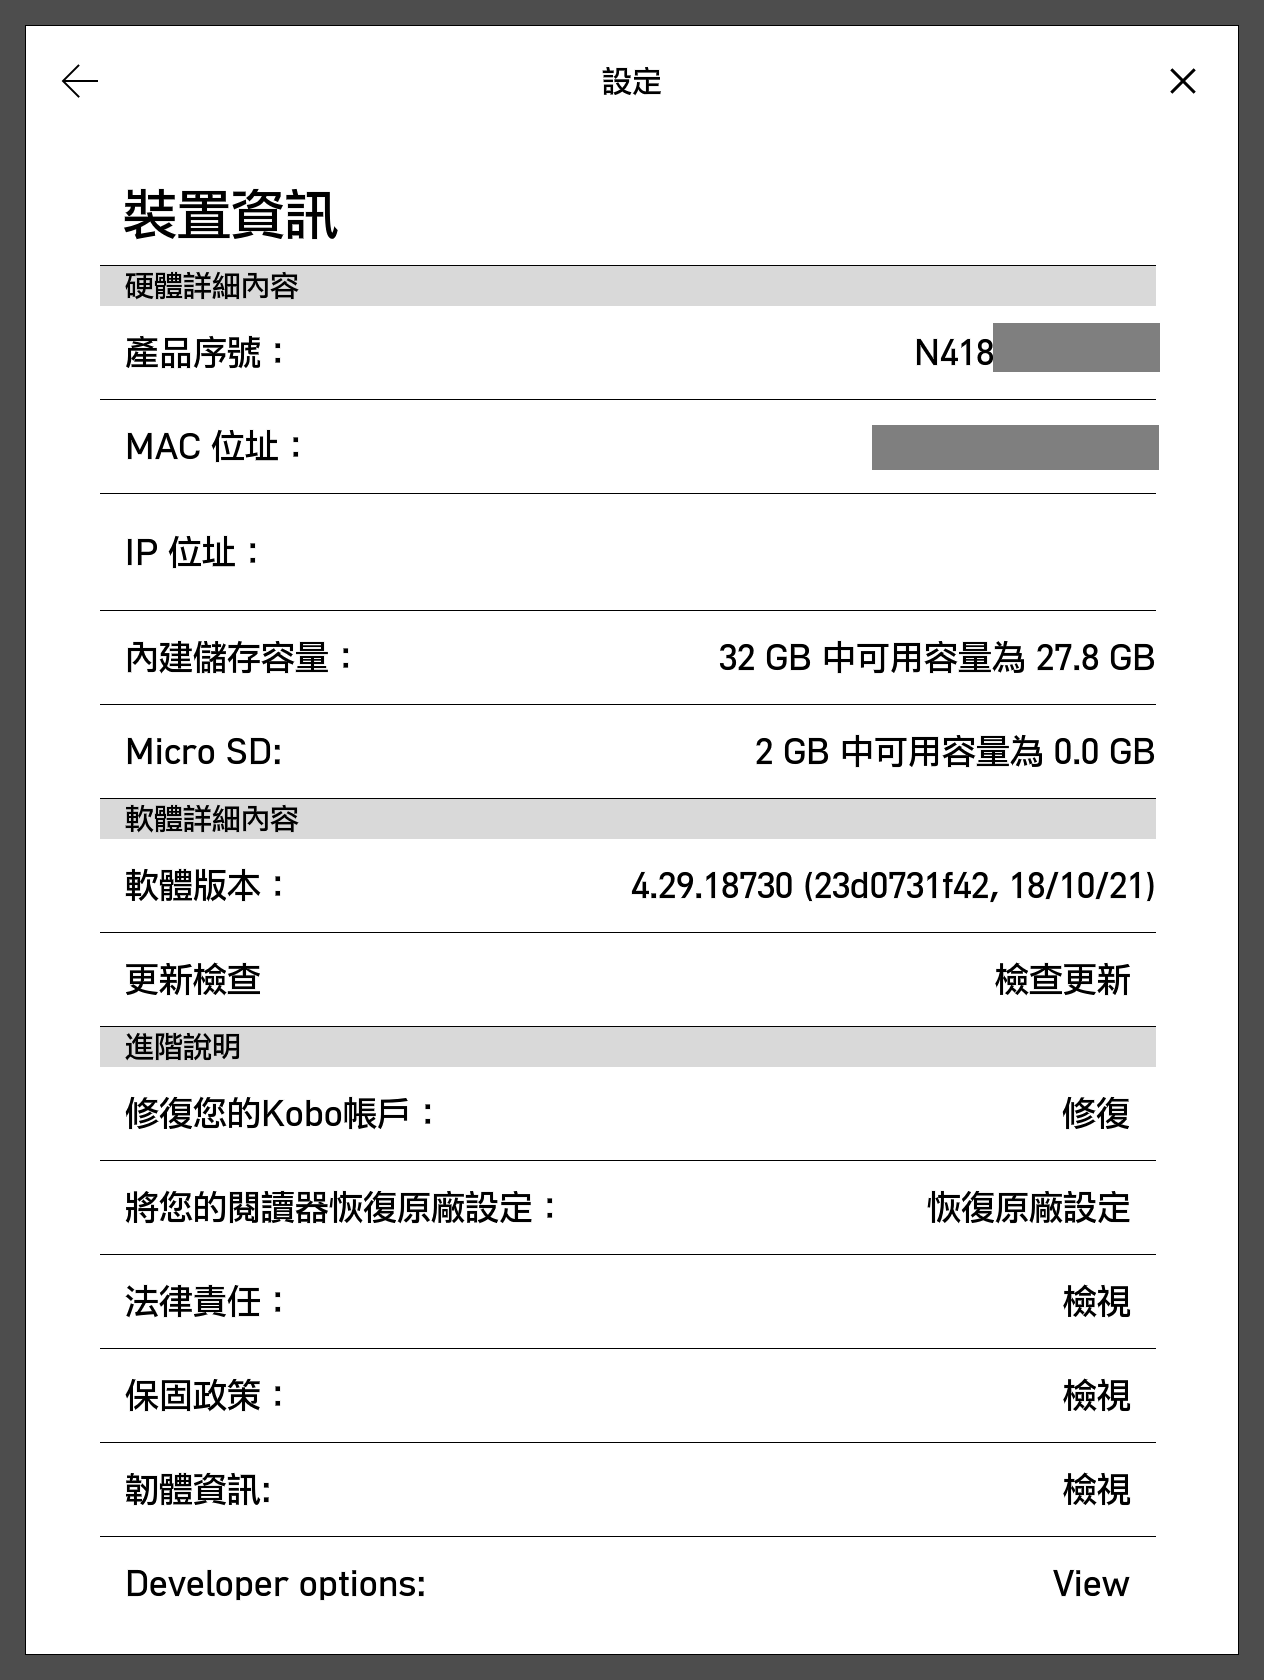 設定
裝置資訊
硬體詳細內容
產品序號： N418
MAC 位址：
IP 位址：
內建儲存容量： 32 GB 中可用容量為 27.8 GB
Micro SD: 2 GB 中可用容量為 0.0 GB
軟體詳細內容
軟體版本： 4.29.18730 (23d0731f42, 18/10/21)
更新檢查 檢查更新
進階說明
修復您的Kobo帳戶： 修復
將您的閱讀器恢復原廠設定： 恢復原廠設定
法律責任： 檢視
保固政策： 檢視
韌體資訊: 檢視
Developer options: View